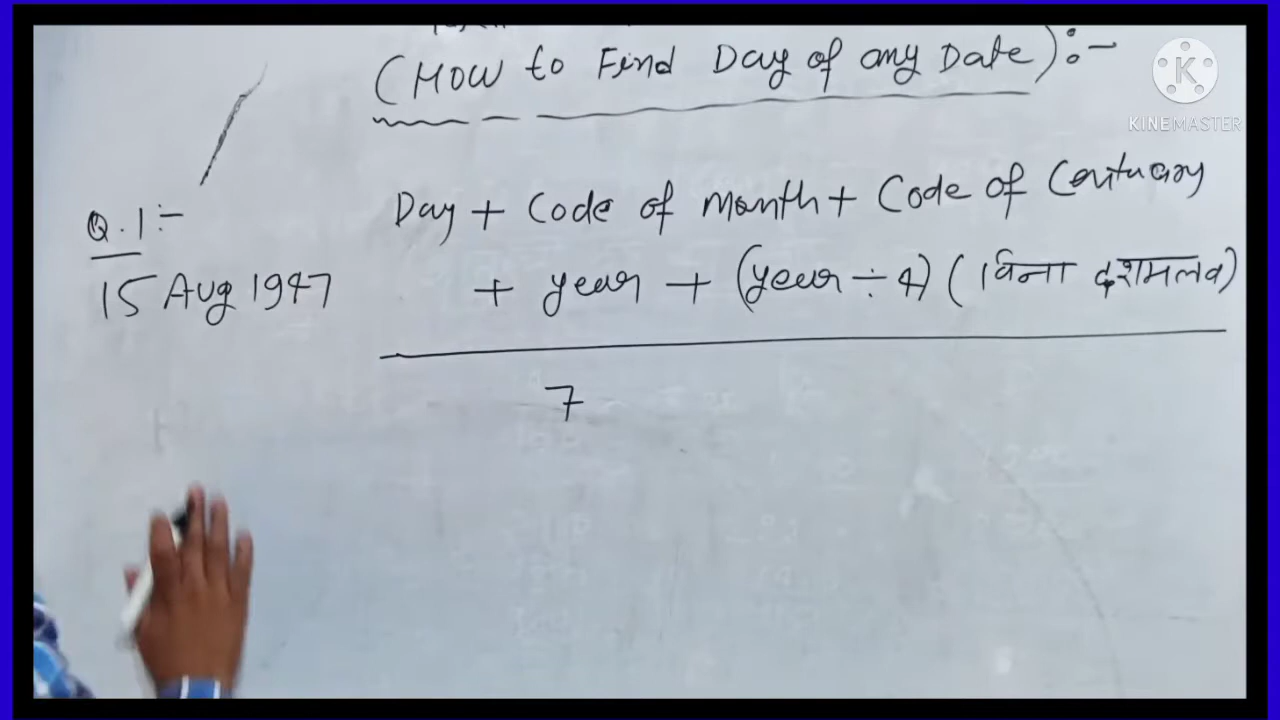 (HOW to Find Day of any Date):-
KINEMASTER
Q.1:-
15 Aug 1947
Day + Code of month + Code of Centuary
+ year + (year ÷ 4) (बिना दशमलव)
7